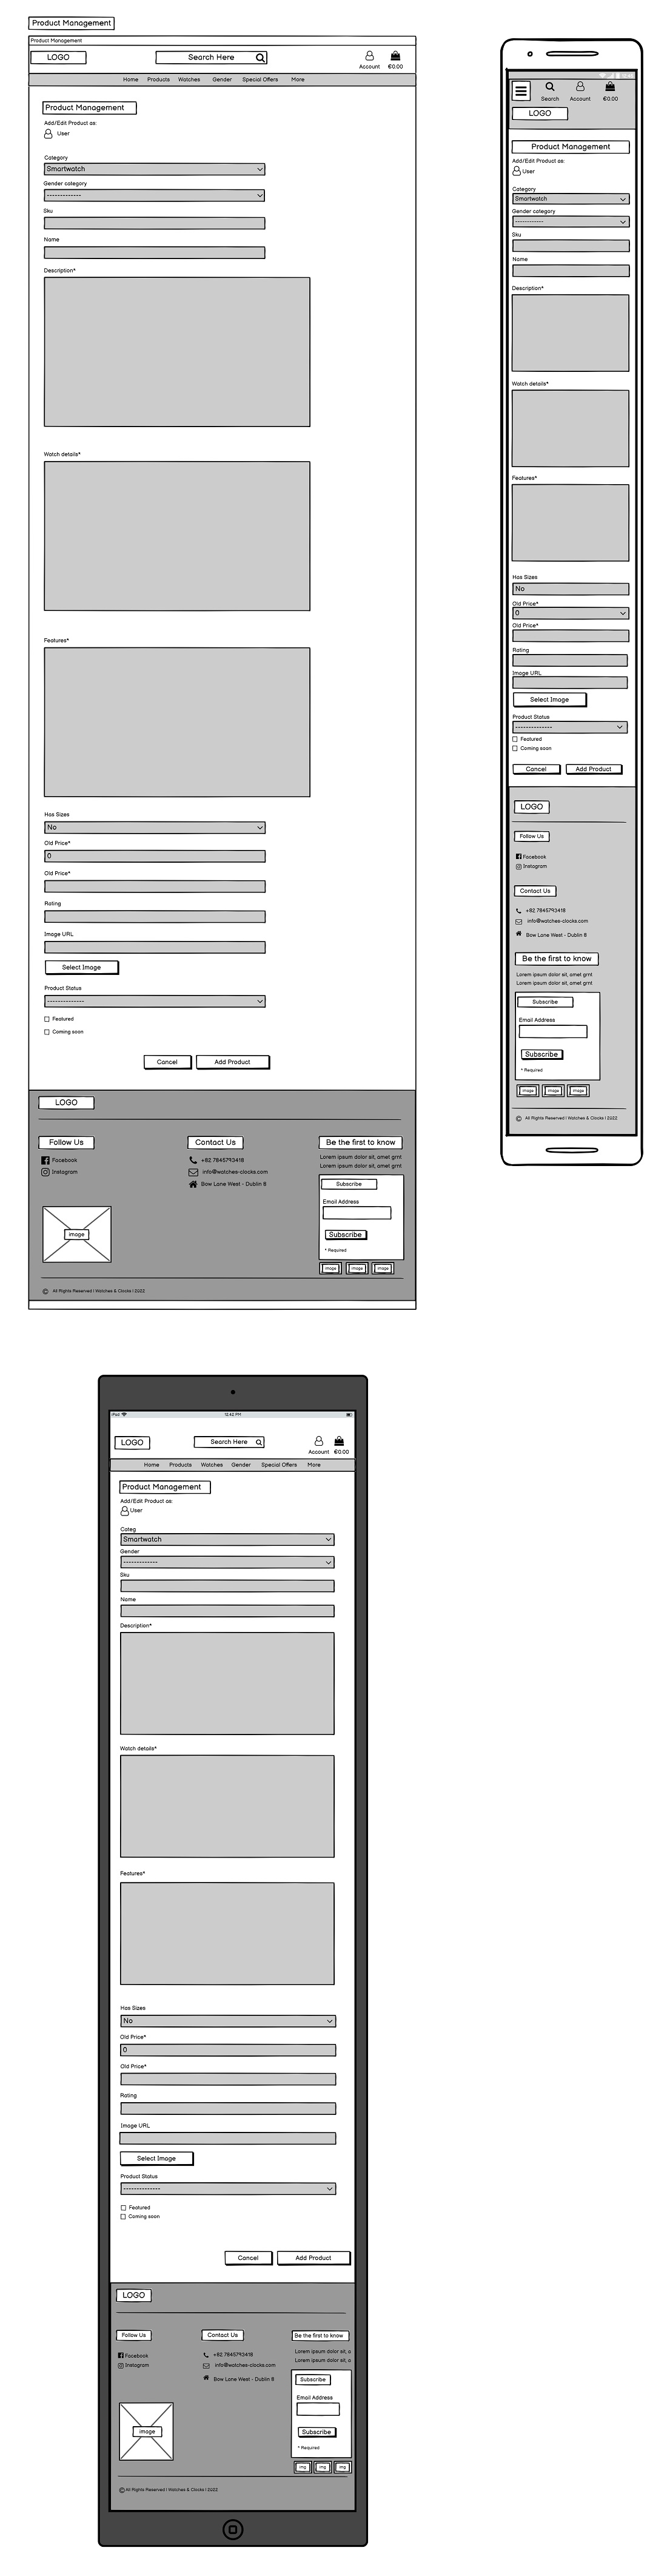 Product Management
Product Management
LOGO
Search Here
Account
€0.00
Home Products Watches Gender Special Offers More
Product Management
Add/Edit Product as:
User
Category
Smartwatch
Gender category
-------------
Sku
Name
Description*
Watch details*
Features*
Has Sizes
No
Old Price*
0
Old Price*
Rating
Image URL
Select Image
Product Status
--------------
Featured
Coming soon
Cancel
Add Product
LOGO
Follow Us
Facebook
Instagram
Contact Us
+82 7845793418
info@watches-clocks.com
Bow Lane West - Dublin 8
Be the first to know
Lorem ipsum dolor sit, amet grnt
Lorem ipsum dolor sit, amet grnt
Subscribe
Email Address
Subscribe
* Required
image
image image image
© All Rights Reserved | Watches & Clocks | 2022
Search
Account
€0.00
LOGO
Product Management
Add/Edit Product as:
User
Category
Smartwatch
Gender category
------------
Sku
Name
Description*
Watch details*
Features*
Has Sizes
No
Old Price*
0
Old Price*
Rating
Image URL
Select Image
Product Status
--------------
Featured
Coming soon
Cancel
Add Product
LOGO
Follow Us
Facebook
Instagram
Contact Us
+82 7845793418
info@watches-clocks.com
Bow Lane West - Dublin 8
Be the first to know
Lorem ipsum dolor sit, amet grnt
Lorem ipsum dolor sit, amet grnt
Subscribe
Email Address
Subscribe
* Required
image image image
© All Rights Reserved | Watches & Clocks | 2022
iPad
12:42 PM
LOGO
Search Here
Account
€0.00
Home Products Watches Gender Special Offers More
Product Management
Add/Edit Product as:
User
Categ
Smartwatch
Gender
-------------
Sku
Name
Description*
Watch details*
Features*
Has Sizes
No
Old Price*
0
Old Price*
Rating
Image URL
Select Image
Product Status
--------------
Featured
Coming soon
Cancel
Add Product
LOGO
Follow Us
Facebook
Instagram
Contact Us
+82 7845793418
info@watches-clocks.com
Bow Lane West - Dublin 8
Be the first to know
Lorem ipsum dolor sit, a
Lorem ipsum dolor sit, a
Subscribe
Email Address
Subscribe
* Required
image
img img img
© All Rights Reserved | Watches & Clocks | 2022